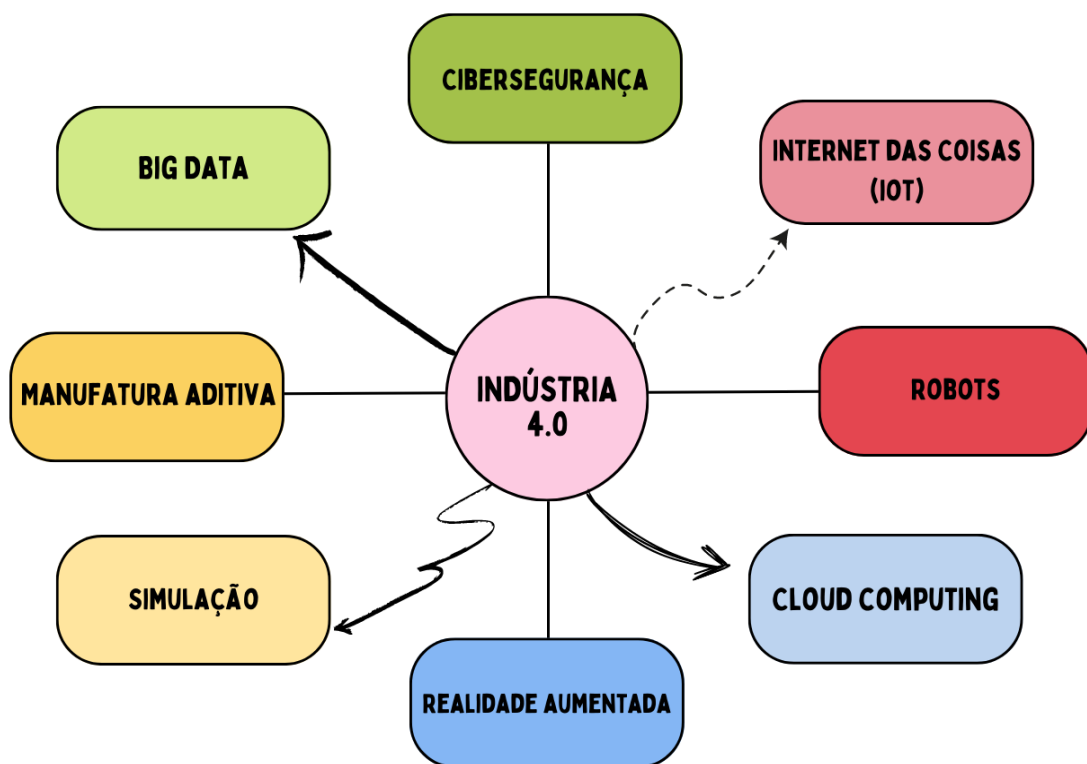 CIBERSEGURANÇA
BIG DATA
INTERNET DAS COISAS
(IOT)
MANUFATURA ADITIVA
INDÚSTRIA
4.0
ROBOTS
SIMULAÇÃO
CLOUD COMPUTING
REALIDADE AUMENTADA